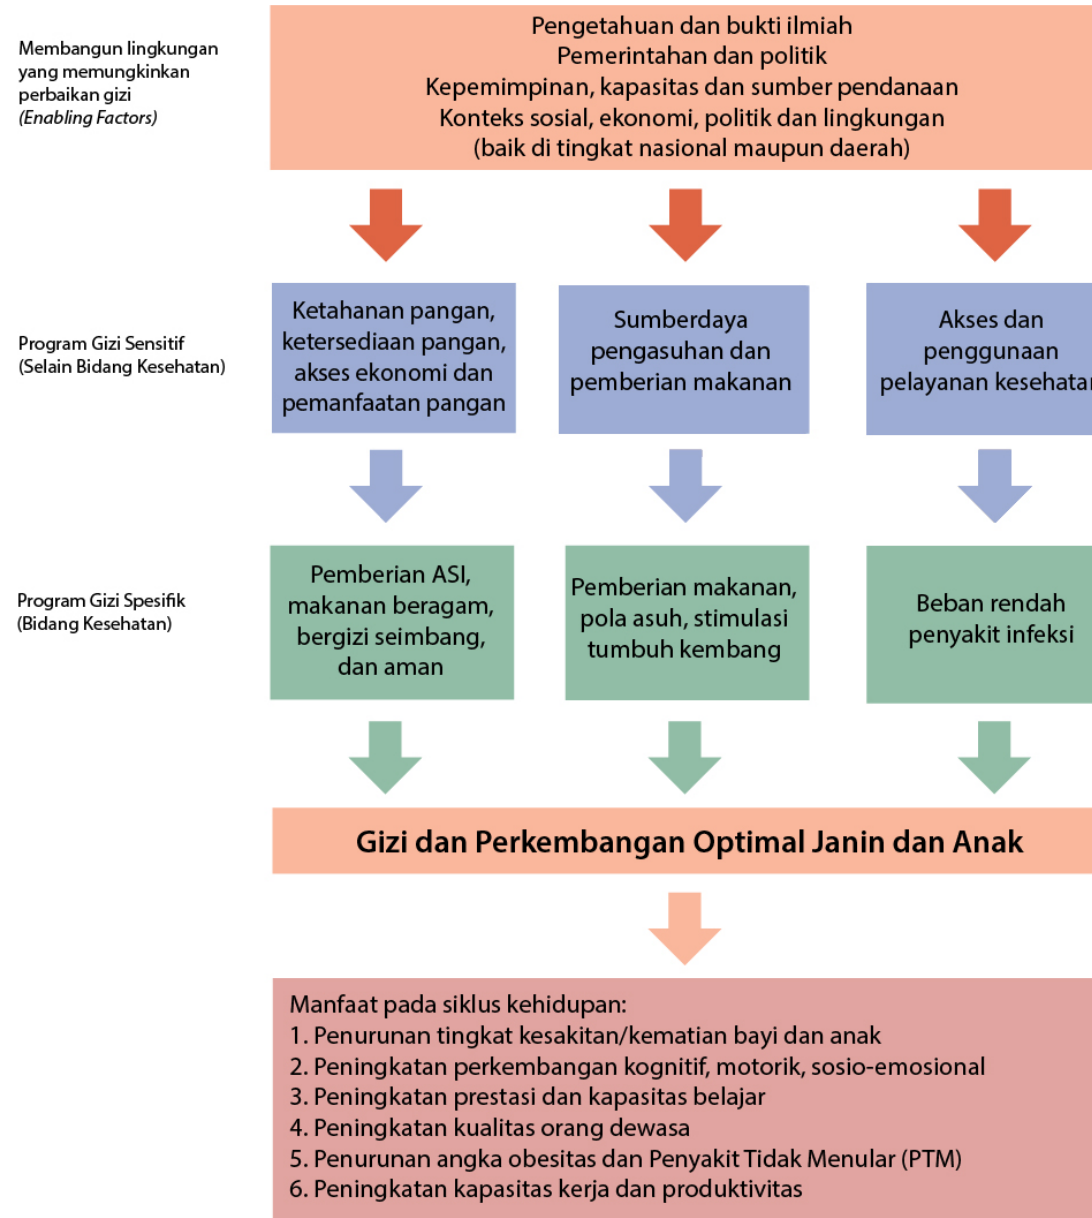 Membangun lingkungan
yang memungkinkan
perbaikan gizi
(Enabling Factors)
Pengetahuan dan bukti ilmiah
Pemerintahan dan politik
Kepemimpinan, kapasitas dan sumber pendanaan
Konteks sosial, ekonomi, politik dan lingkungan
(baik di tingkat nasional maupun daerah)
Program Gizi Sensitif
(Selain Bidang Kesehatan)
Ketahanan pangan,
ketersediaan pangan,
akses ekonomi dan
pemanfaatan pangan
Sumberdaya
pengasuhan dan
pemberian makanan
Akses dan
penggunaan
pelayanan kesehatan
Program Gizi Spesifik
(Bidang Kesehatan)
Pemberian ASI,
makanan beragam,
bergizi seimbang,
dan aman
Pemberian makanan,
pola asuh, stimulasi
tumbuh kembang
Beban rendah
penyakit infeksi
Gizi dan Perkembangan Optimal Janin dan Anak
Manfaat pada siklus kehidupan:
1. Penurunan tingkat kesakitan/kematian bayi dan anak
2. Peningkatan perkembangan kognitif, motorik, sosio-emosional
3. Peningkatan prestasi dan kapasitas belajar
4. Peningkatan kualitas orang dewasa
5. Penurunan angka obesitas dan Penyakit Tidak Menular (PTM)
6. Peningkatan kapasitas kerja dan produktivitas